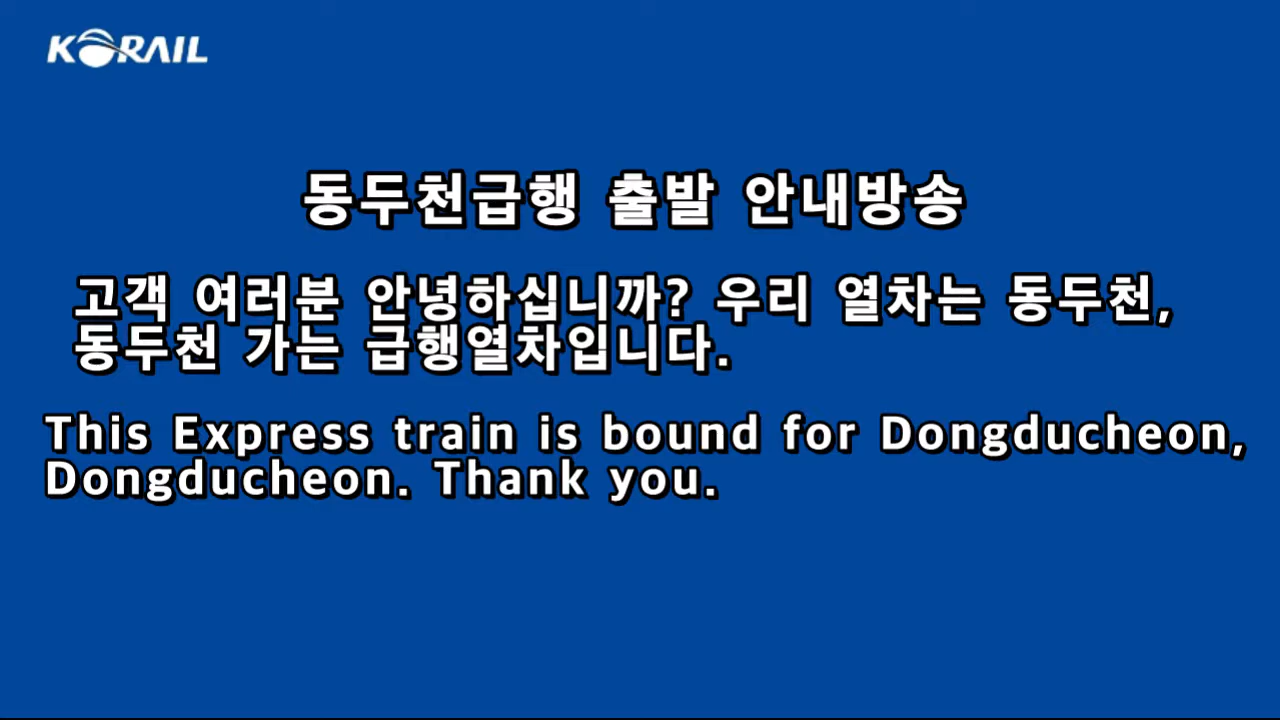 KORAIL
동두천급행 출발 안내방송
고객 여러분 안녕하십니까? 우리 열차는 동두천,
동두천 가는 급행열차입니다.
This Express train is bound for Dongducheon,
Dongducheon. Thank you.